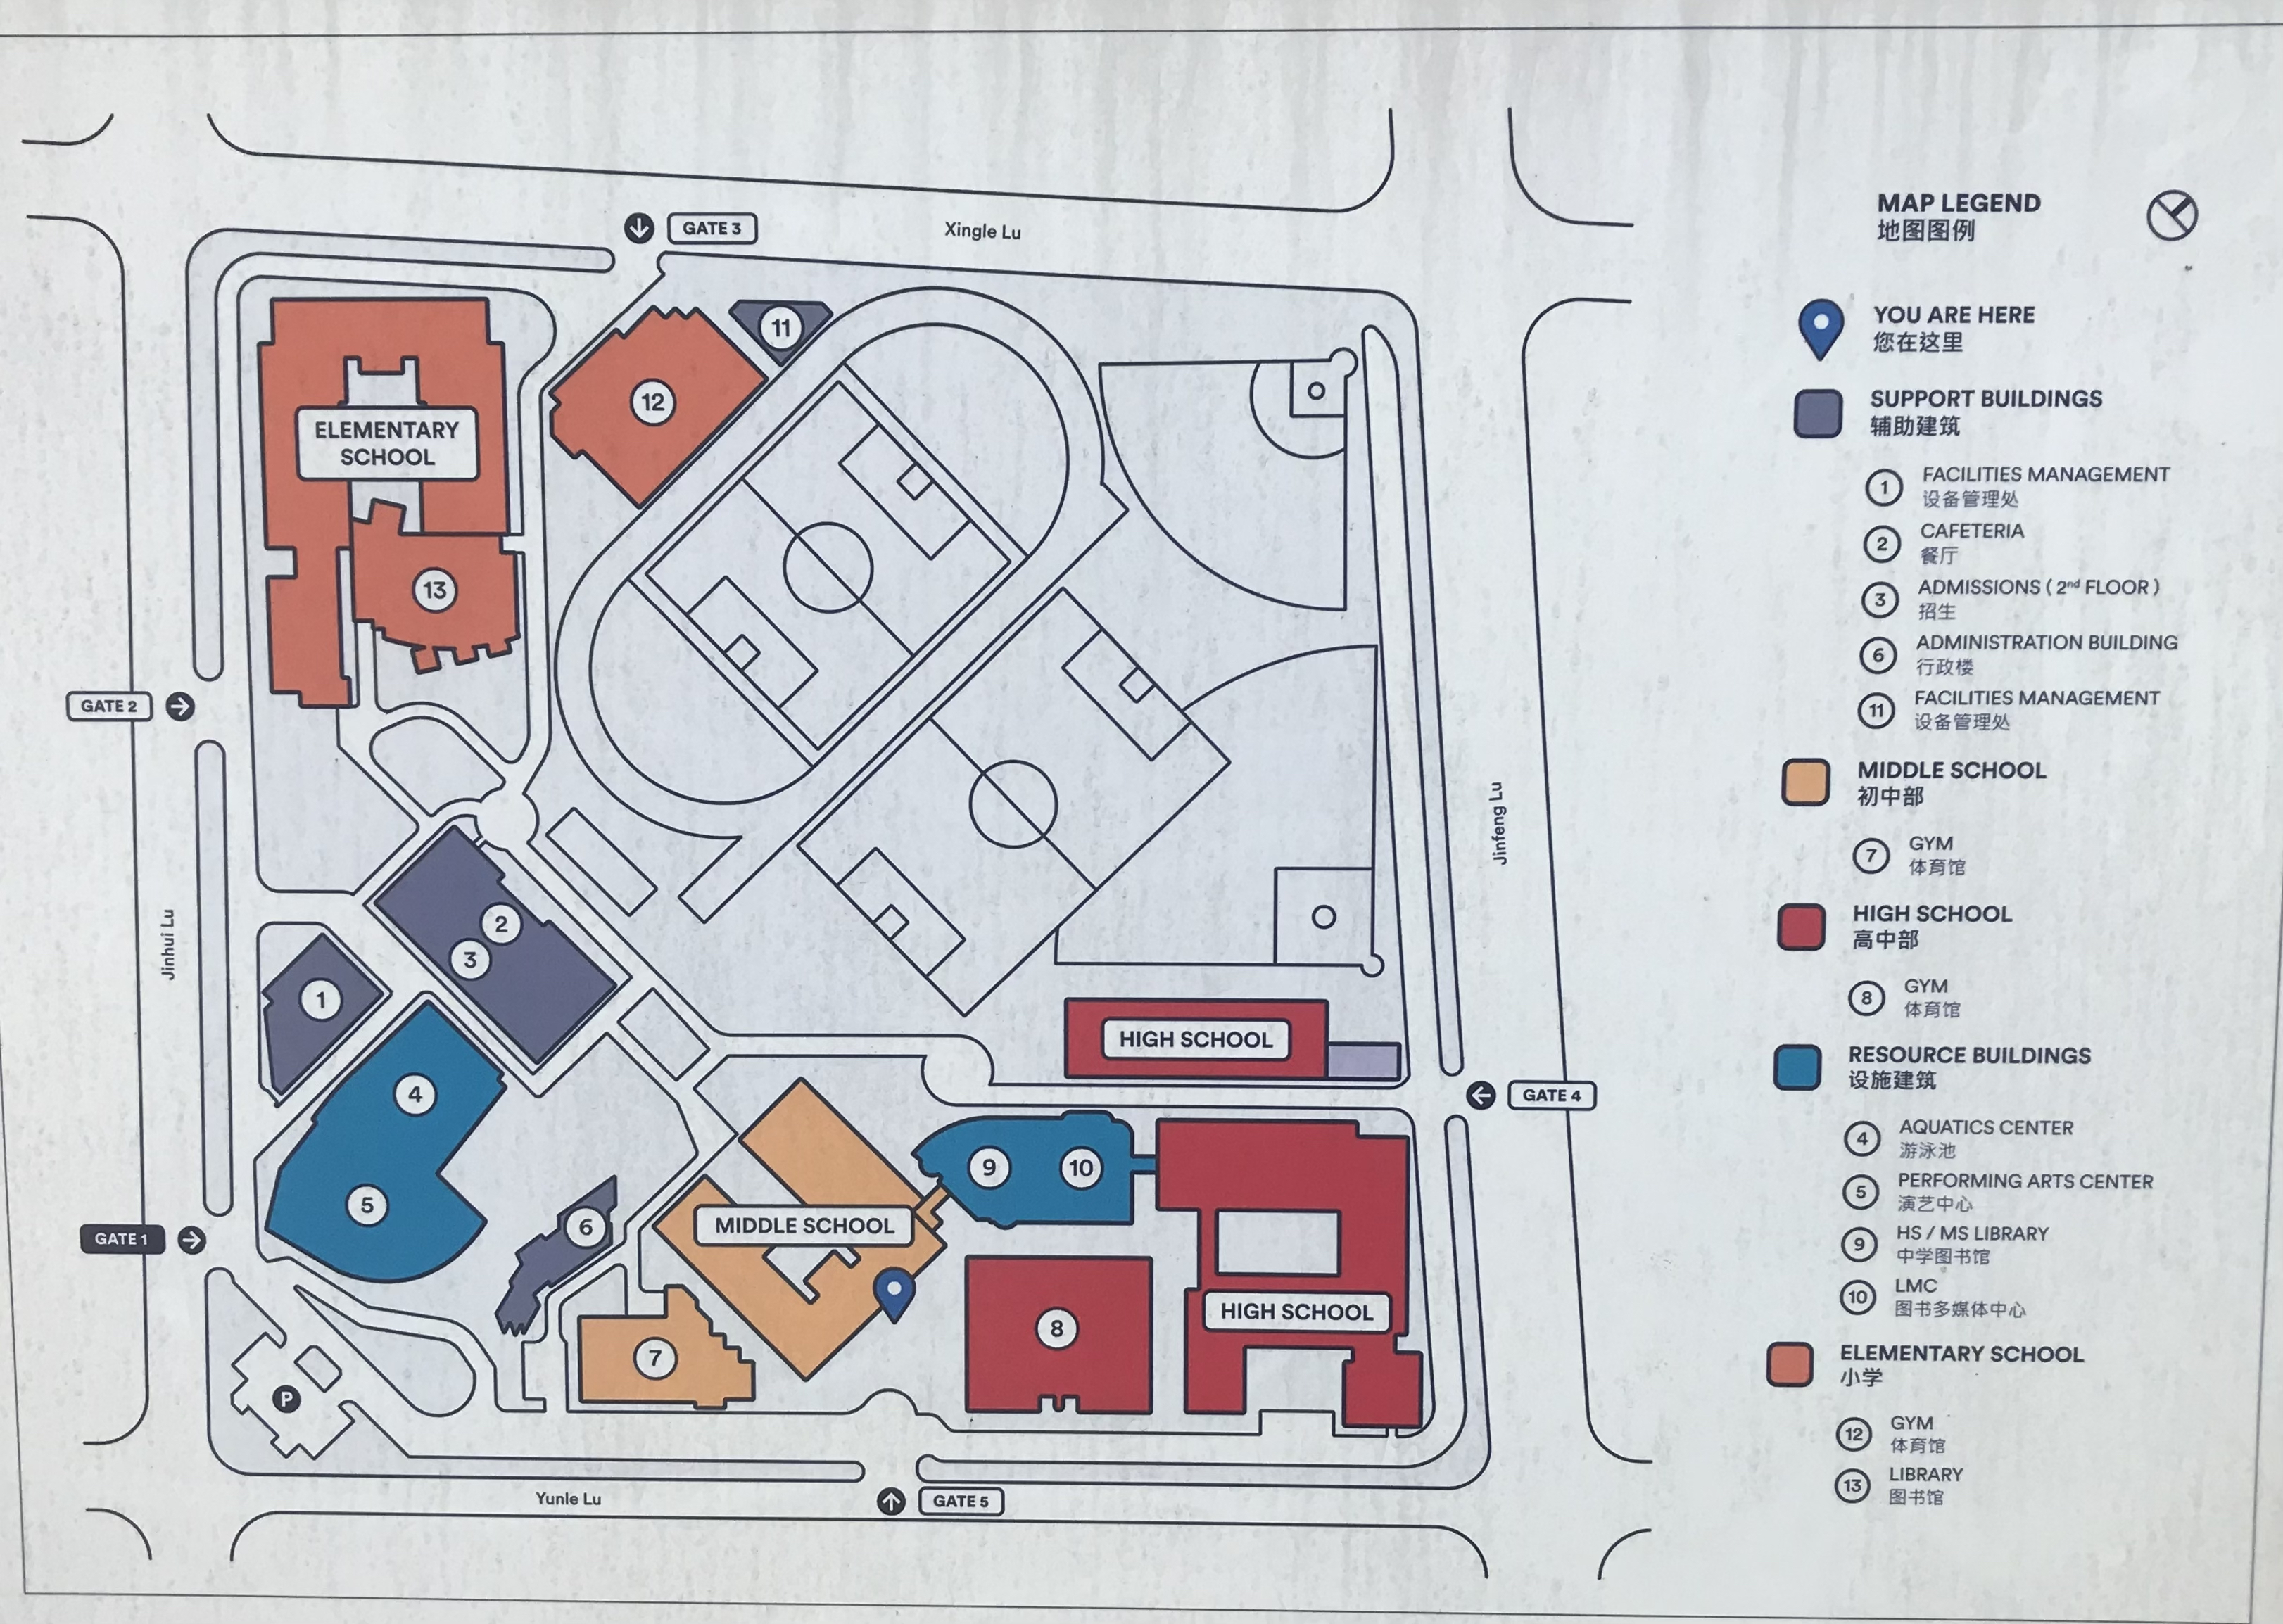 GATE 3
Xingle Lu
11
12
ELEMENTARY
SCHOOL
13
GATE 2
Jinhui Lu
Jinfeng Lu
2
3
1
HIGH SCHOOL
4
GATE 4
9
10
5
MIDDLE SCHOOL
6
GATE 1
HIGH SCHOOL
8
7
P
Yunle Lu
GATE 5
MAP LEGEND
地图图例
YOU ARE HERE
您在这里
SUPPORT BUILDINGS
辅助建筑
1 FACILITIES MANAGEMENT
设备管理处
2 CAFETERIA
餐厅
3 ADMISSIONS ( 2nd FLOOR )
招生
6 ADMINISTRATION BUILDING
行政楼
11 FACILITIES MANAGEMENT
设备管理处
MIDDLE SCHOOL
初中部
7 GYM
体育馆
HIGH SCHOOL
高中部
8 GYM
体育馆
RESOURCE BUILDINGS
设施建筑
4 AQUATICS CENTER
游泳池
5 PERFORMING ARTS CENTER
演艺中心
9 HS / MS LIBRARY
中学图书馆
10 LMC
图书多媒体中心
ELEMENTARY SCHOOL
小学
12 GYM
体育馆
13 LIBRARY
图书馆